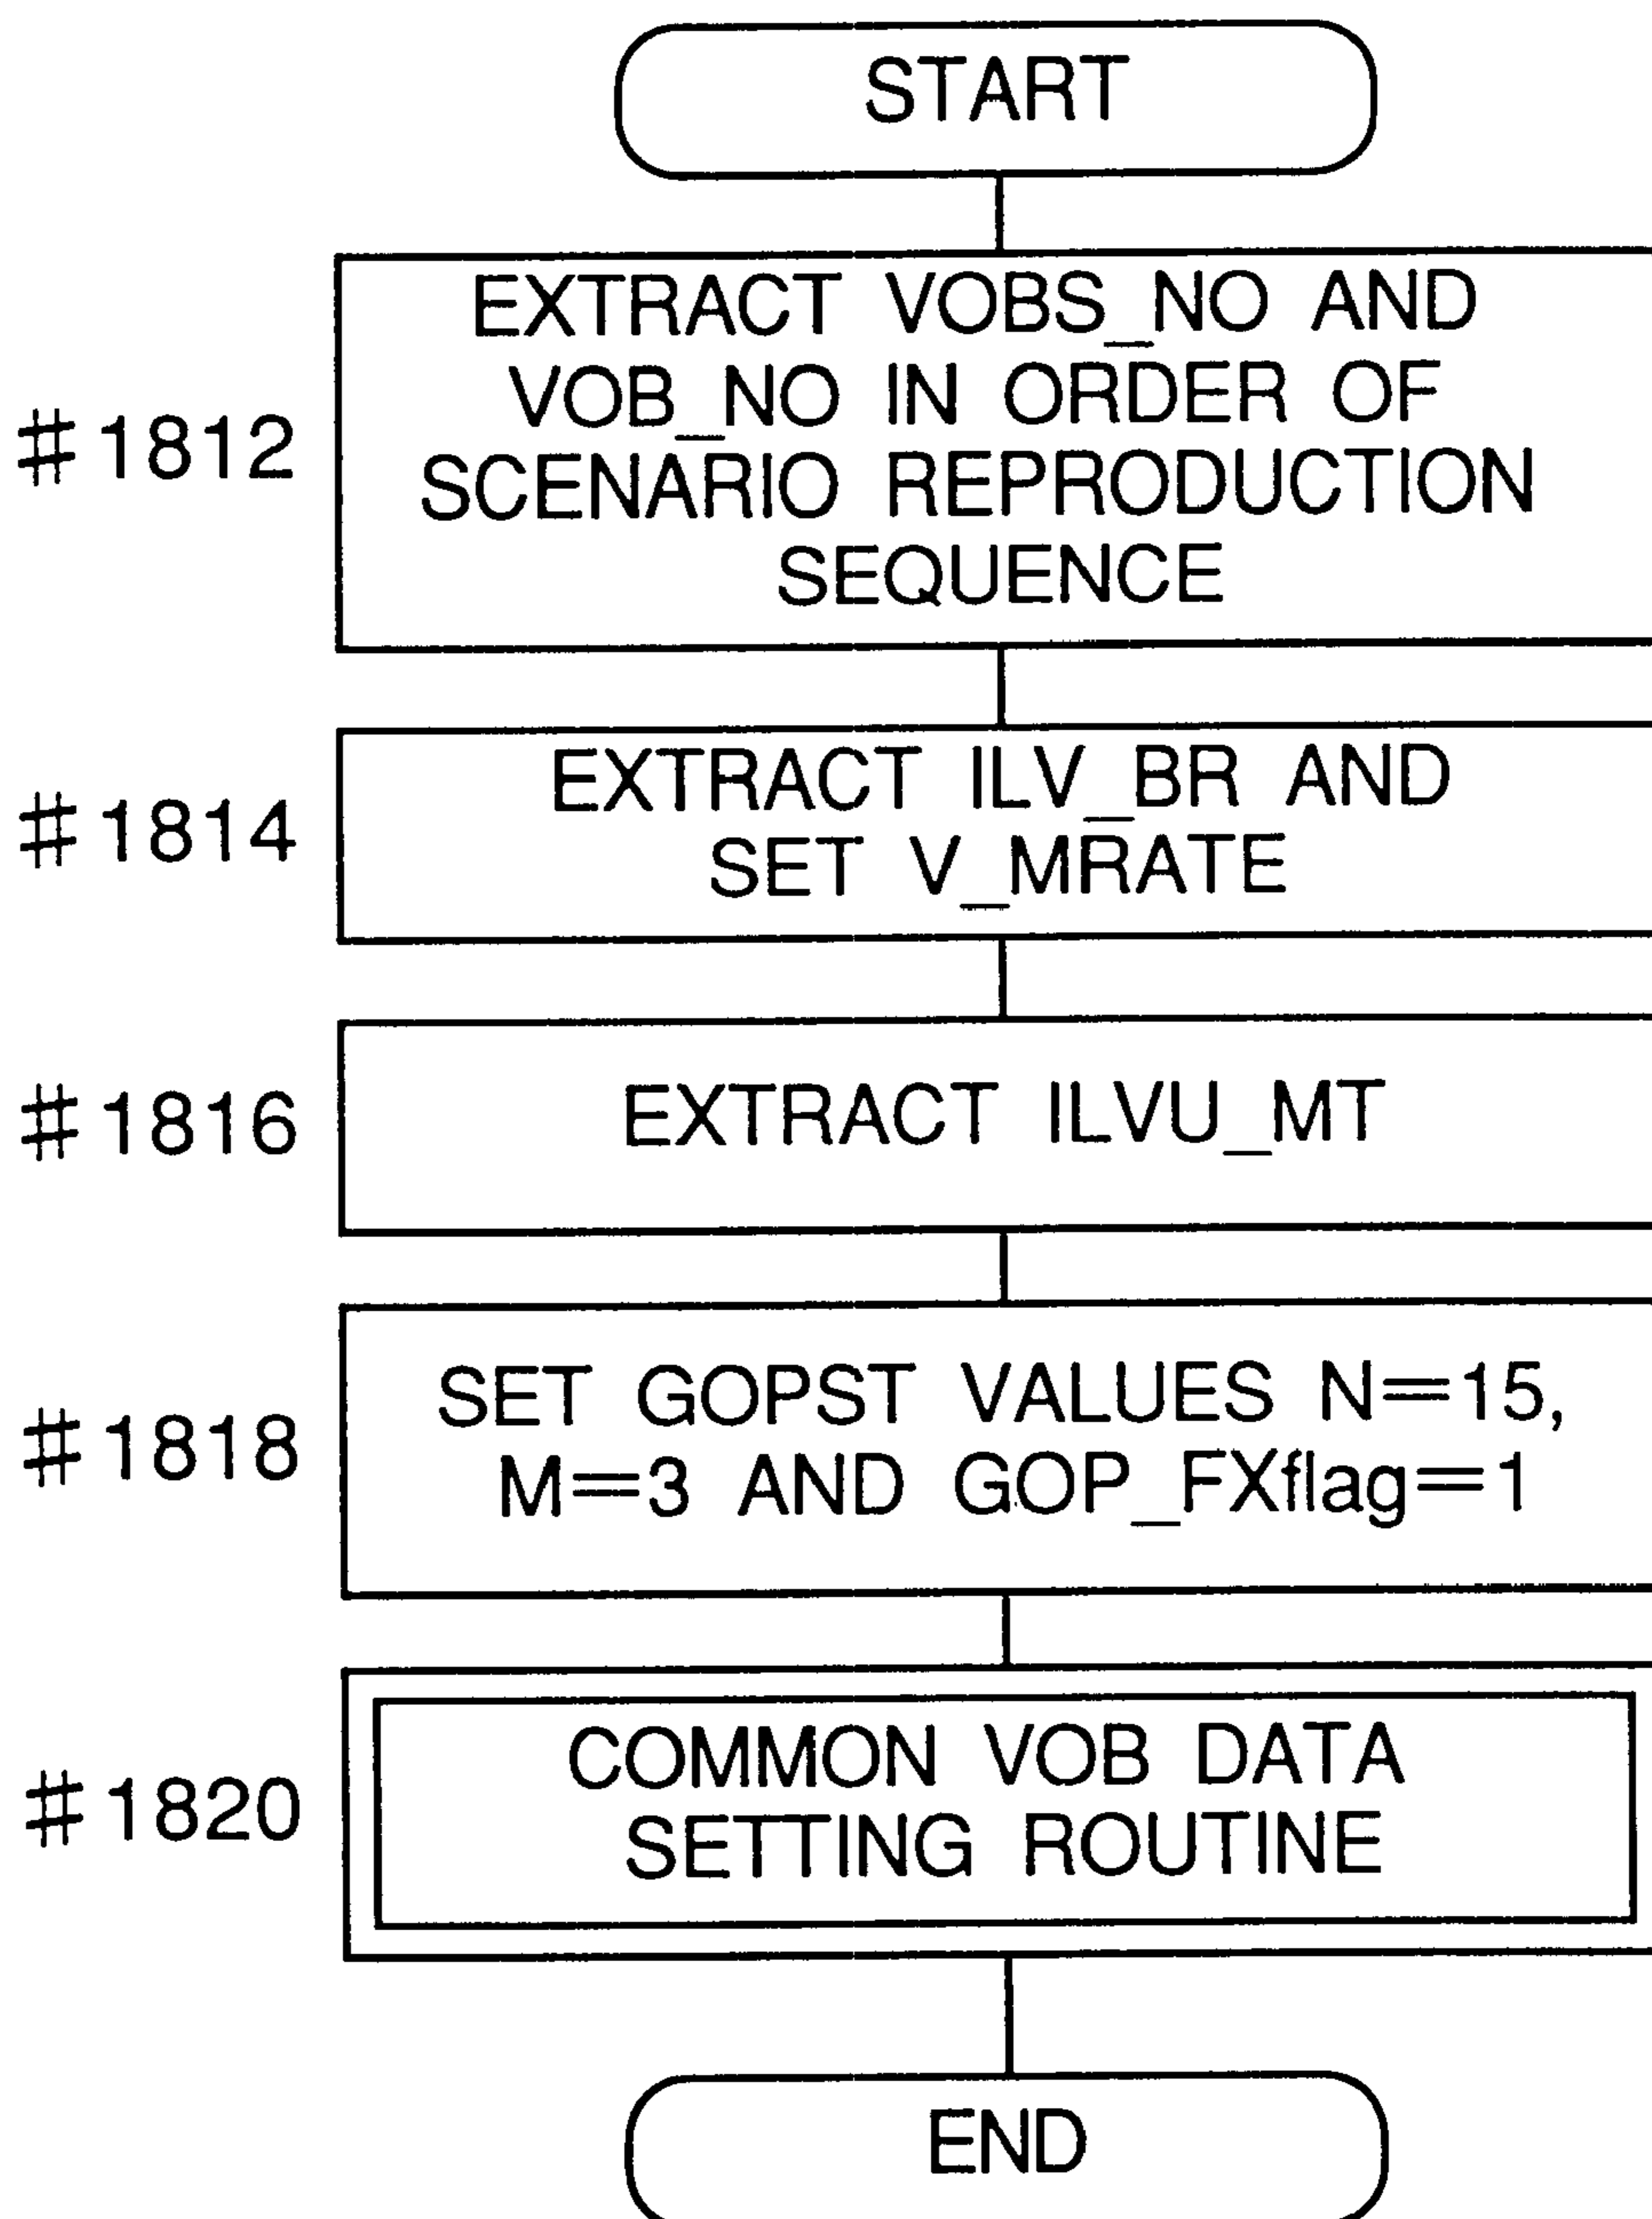 START
EXTRACT VOBS_NO AND
VOB_NO IN ORDER OF
SCENARIO REPRODUCTION
SEQUENCE
#1812
EXTRACT ILV_BR AND
SET V_MRATE
#1814
EXTRACT ILVU_MT
#1816
SET GOPST VALUES N=15,
M=3 AND GOP_FXflag=1
#1818
COMMON VOB DATA
SETTING ROUTINE
#1820
END